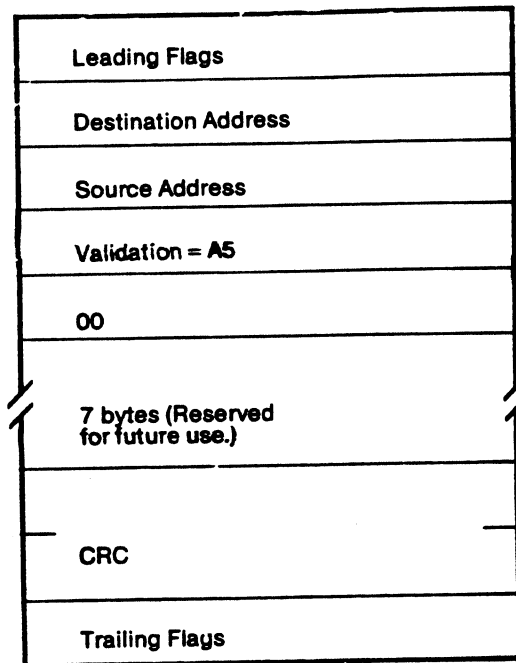 Leading Flags
Destination Address
Source Address
Validation = A5
00
7 bytes (Reserved
for future use.)
CRC
Trailing Flags